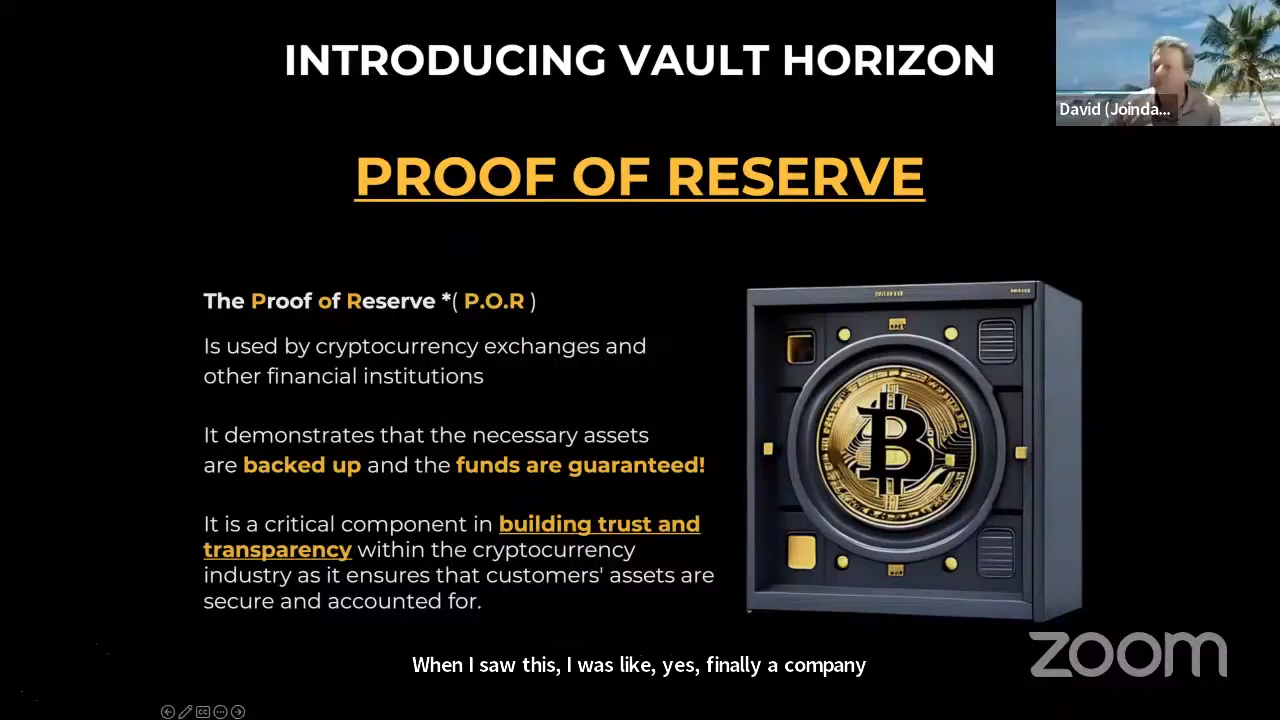 INTRODUCING VAULT HORIZON
David (Joinda...
PROOF OF RESERVE
The Proof of Reserve *( P.O.R )
Is used by cryptocurrency exchanges and
other financial institutions
It demonstrates that the necessary assets
are backed up and the funds are guaranteed!
It is a critical component in building trust and
transparency within the cryptocurrency
industry as it ensures that customers' assets are
secure and accounted for.
zoom
When I saw this, I was like, yes, finally a company